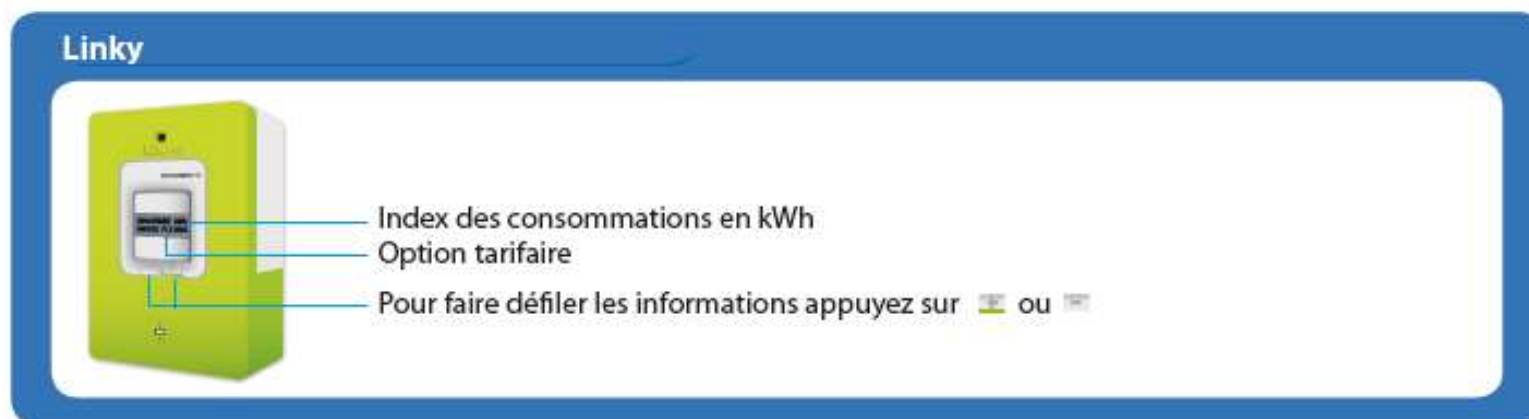 Linky
Index des consommations en kWh
Option tarifaire
Pour faire défiler les informations appuyez sur + ou -